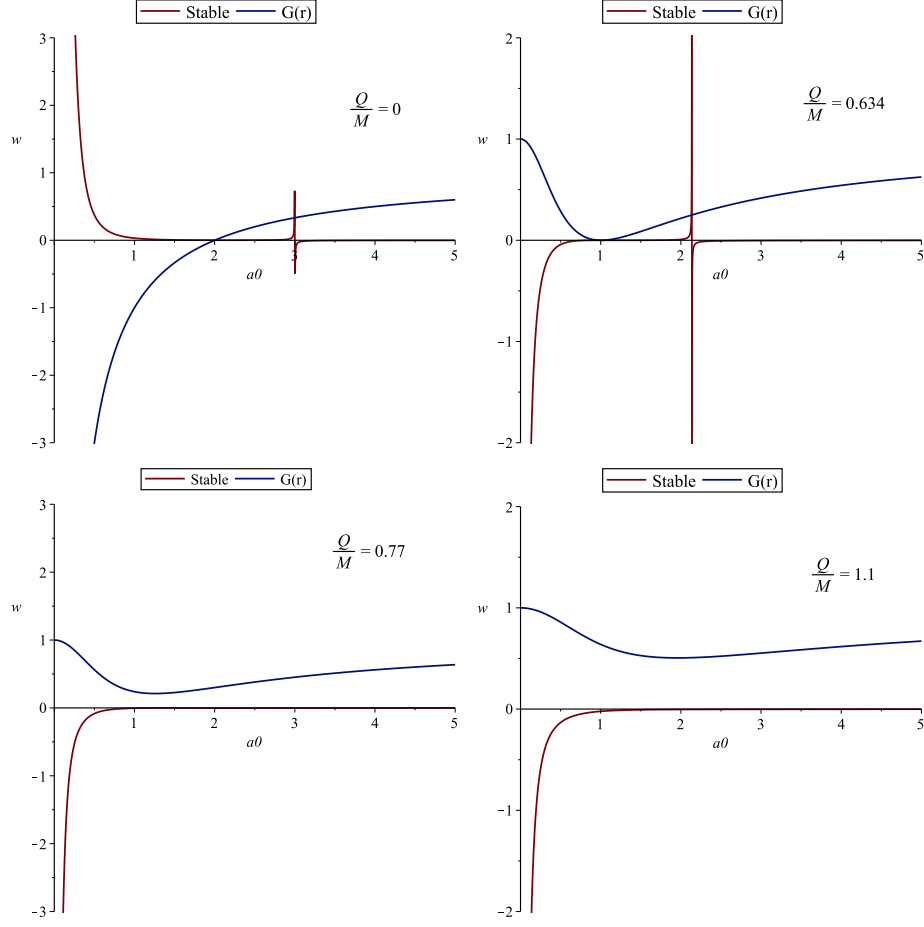 Stable G(r)
3
2
w
1
0
1 2 3 4 5
a0
−1
−2
−3
Q/M = 0
Stable G(r)
2
1
w
0
1 2 3 4 5
a0
−1
−2
Q/M = 0.634
Stable G(r)
3
2
w
1
0
1 2 3 4 5
a0
−1
−2
−3
Q/M = 0.77
Stable G(r)
2
w
1
0
1 2 3 4 5
a0
−1
−2
Q/M = 1.1